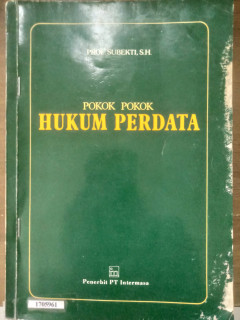 PROF. SUBEKTI, S.H.
POKOK POKOK
HUKUM PERDATA
Penerbit PT Intermasa
1705961